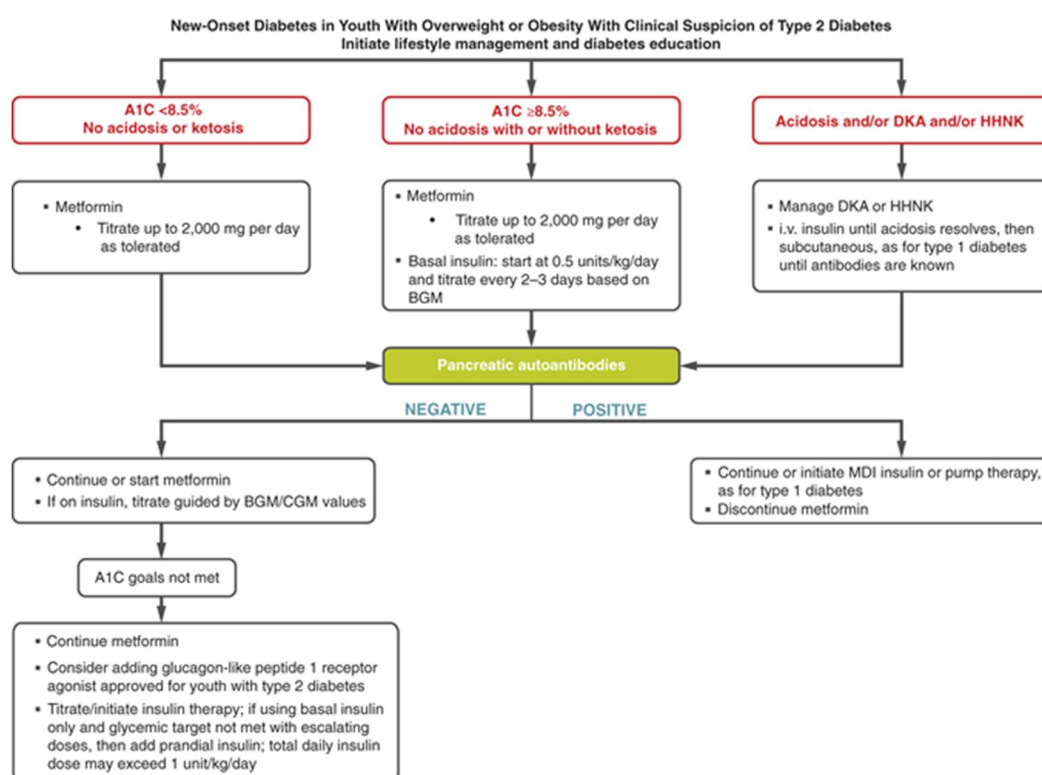 New-Onset Diabetes in Youth With Overweight or Obesity With Clinical Suspicion of Type 2 Diabetes
Initiate lifestyle management and diabetes education
A1C <8.5%
No acidosis or ketosis
A1C ≥8.5%
No acidosis with or without ketosis
Acidosis and/or DKA and/or HHNK
▪ Metformin
• Titrate up to 2,000 mg per day
as tolerated
▪ Metformin
• Titrate up to 2,000 mg per day
as tolerated
▪ Basal insulin: start at 0.5 units/kg/day
and titrate every 2–3 days based on
BGM
▪ Manage DKA or HHNK
▪ i.v. insulin until acidosis resolves, then
subcutaneous, as for type 1 diabetes
until antibodies are known
Pancreatic autoantibodies
NEGATIVE
POSITIVE
▪ Continue or start metformin
▪ If on insulin, titrate guided by BGM/CGM values
▪ Continue or initiate MDI insulin or pump therapy,
as for type 1 diabetes
▪ Discontinue metformin
A1C goals not met
▪ Continue metformin
▪ Consider adding glucagon-like peptide 1 receptor
agonist approved for youth with type 2 diabetes
▪ Titrate/initiate insulin therapy; if using basal insulin
only and glycemic target not met with escalating
doses, then add prandial insulin; total daily insulin
dose may exceed 1 unit/kg/day